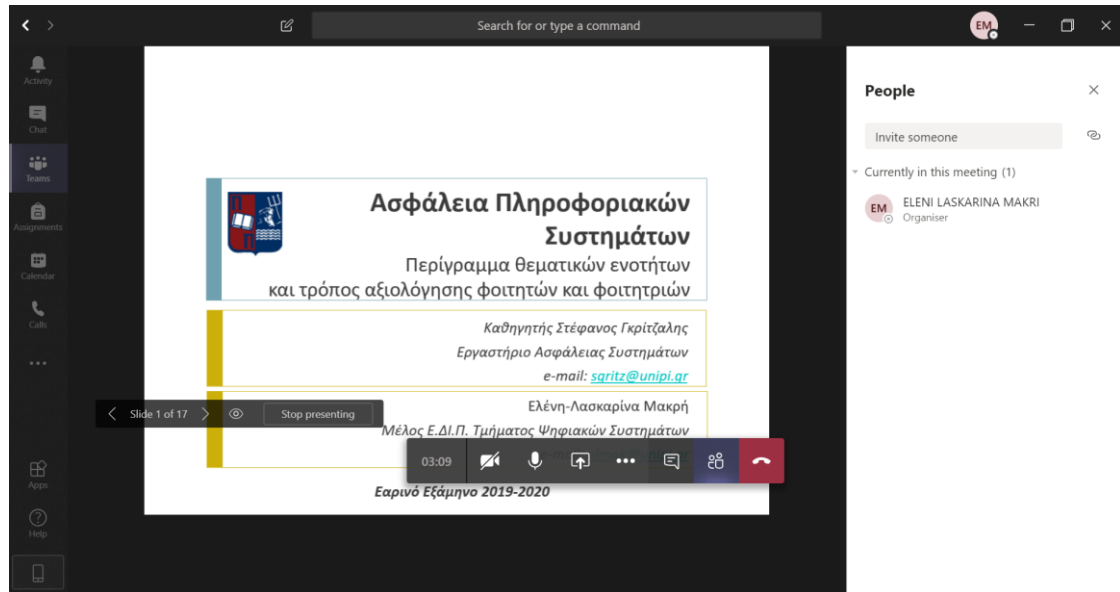 Search for or type a command
EM
Activity
Chat
Teams
Assignments
Calendar
Calls
Apps
Help
Ασφάλεια Πληροφοριακών
Συστημάτων
Περίγραμμα θεματικών ενοτήτων
και τρόπος αξιολόγησης φοιτητών και φοιτητριών
Καθηγητής Στέφανος Γκρίτζαλης
Εργαστήριο Ασφάλειας Συστημάτων
e-mail: sgritz@unipi.gr
Ελένη-Λασκαρίνα Μακρή
Μέλος Ε.ΔΙ.Π. Τμήματος Ψηφιακών Συστημάτων
Εαρινό Εξάμηνο 2019-2020
Slide 1 of 17
Stop presenting
03:09
People
Invite someone
Currently in this meeting (1)
EM
ELENI LASKARINA MAKRI
Organiser